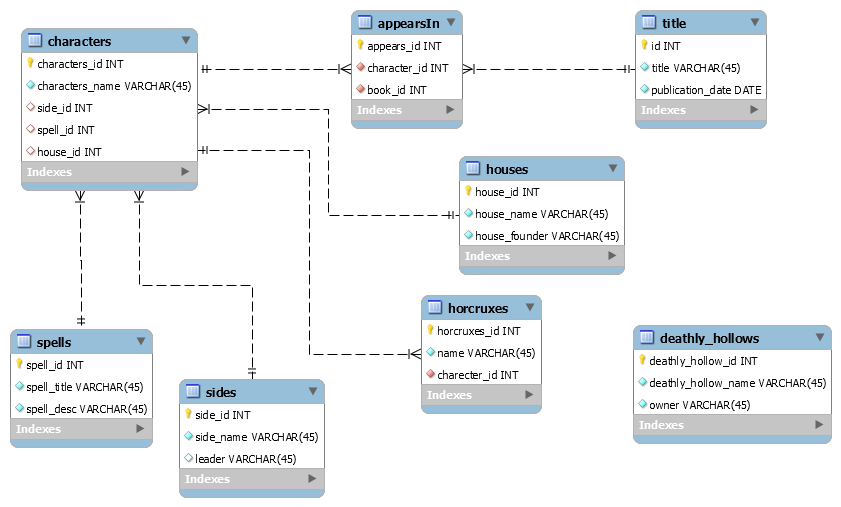 characters
characters_id INT
characters_name VARCHAR(45)
side_id INT
spell_id INT
house_id INT
Indexes
appearsIn
appears_id INT
character_id INT
book_id INT
Indexes
title
id INT
title VARCHAR(45)
publication_date DATE
Indexes
houses
house_id INT
house_name VARCHAR(45)
house_founder VARCHAR(45)
Indexes
horcruxes
horcruxes_id INT
name VARCHAR(45)
charecter_id INT
Indexes
deathly_hollows
deathly_hollow_id INT
deathly_hollow_name VARCHAR(45)
owner VARCHAR(45)
Indexes
spells
spell_id INT
spell_title VARCHAR(45)
spell_desc VARCHAR(45)
Indexes
sides
side_id INT
side_name VARCHAR(45)
leader VARCHAR(45)
Indexes